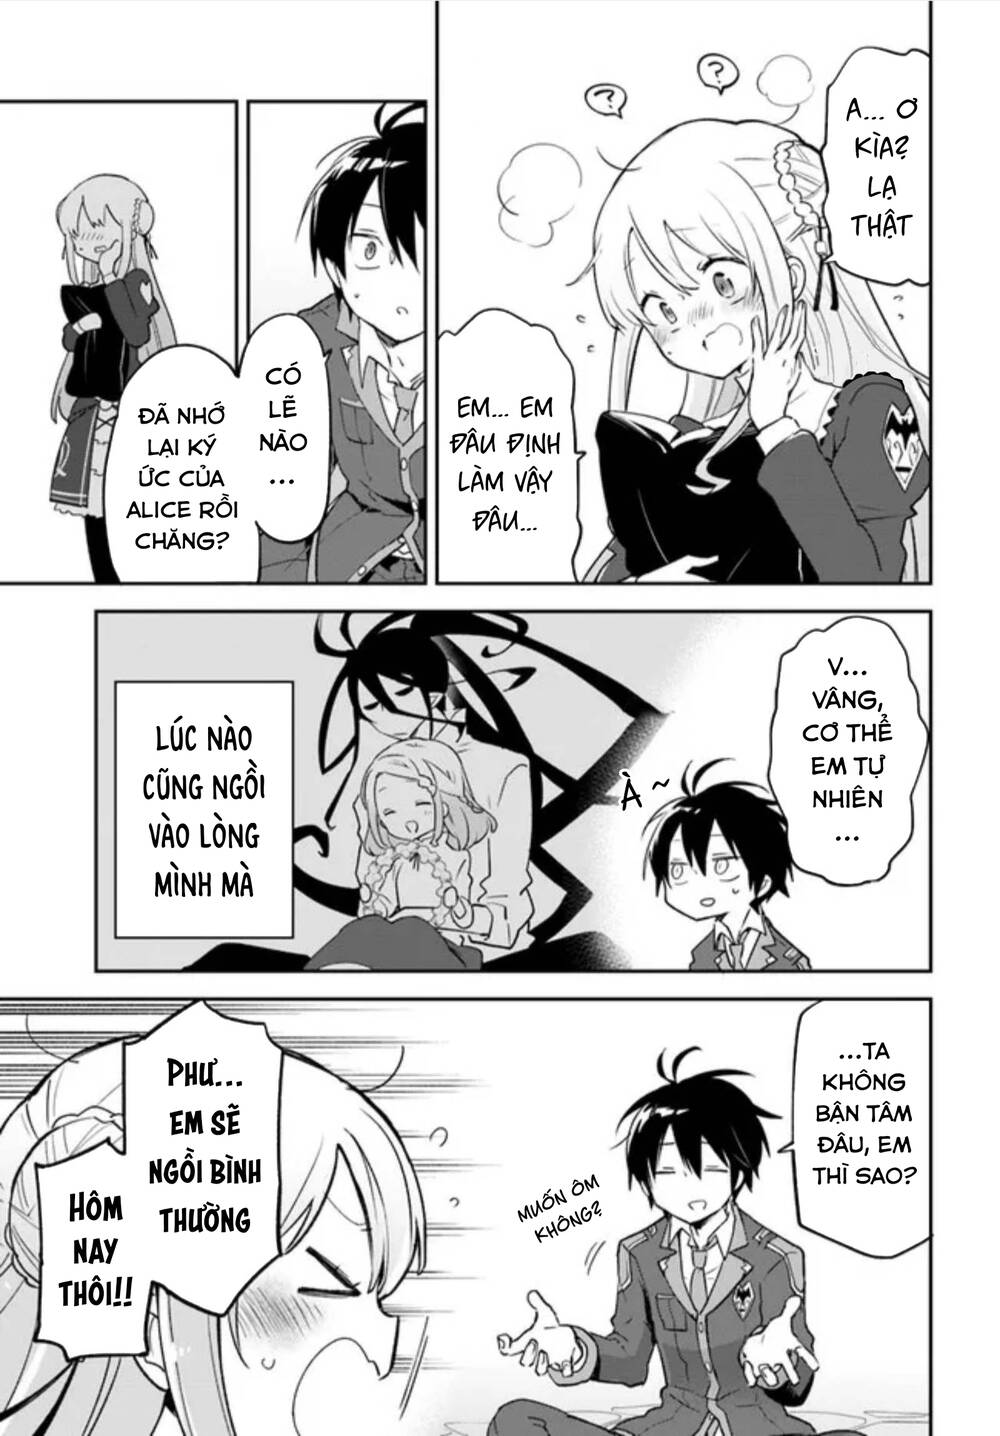 ?
?
A... Ơ
KÌA?
LẠ
THẬT
EM... EM
ĐÂU ĐỊNH
LÀM VẬY
ĐÂU...
CÓ
LẼ
NÀO
...
ĐÃ NHỚ
LẠI KÝ
ỨC CỦA
ALICE RỒI
CHĂNG?
V...
VÂNG,
CƠ THỂ
EM TỰ
NHIÊN
...
À~
LÚC NÀO
CŨNG NGỒI
VÀO LÒNG
MÌNH MÀ
...TA
KHÔNG
BẬN TÂM
ĐÂU, EM
THÌ SAO?
MUỐN ÔM
KHÔNG?
PHƯ...
EM SẼ
NGỒI BÌNH
THƯỜNG
HÔM
NAY
THÔI!!